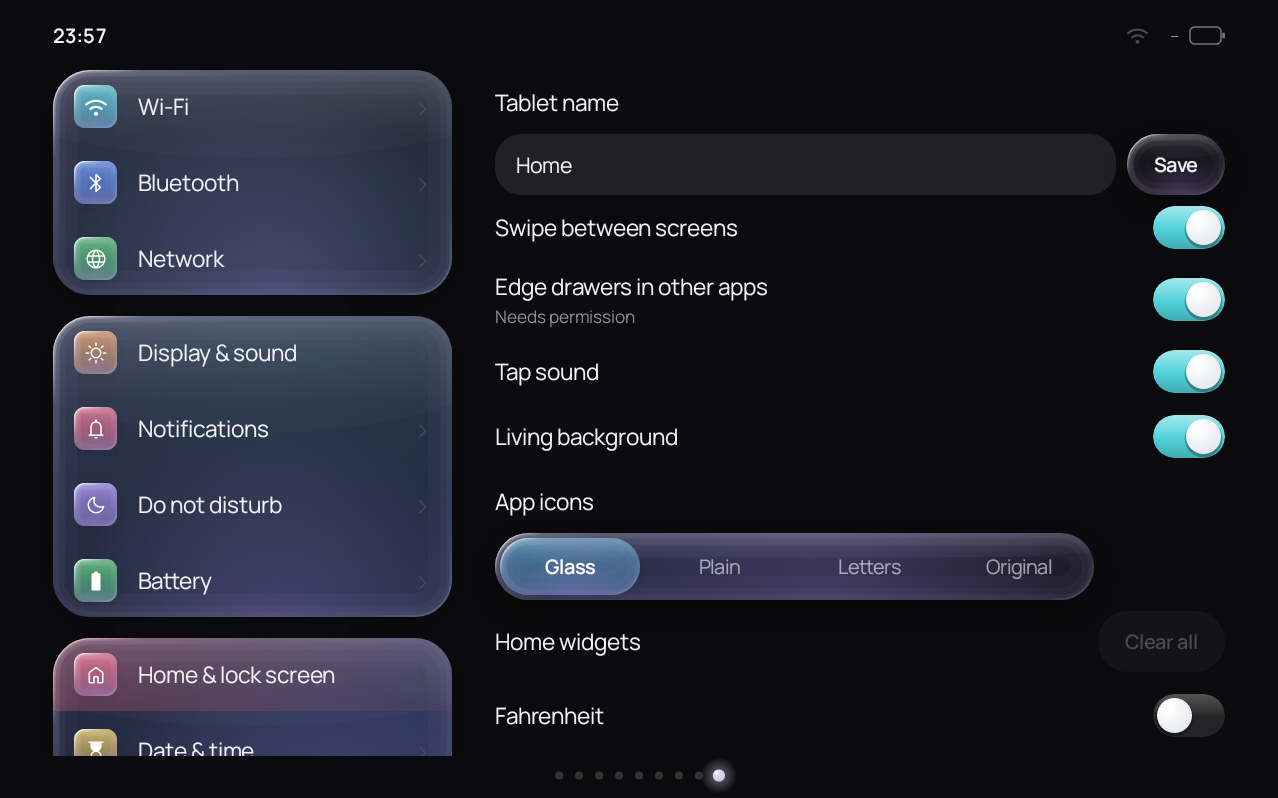 23:57
Wi-Fi
Bluetooth
Network
Display & sound
Notifications
Do not disturb
Battery
Home & lock screen
Date & time
Tablet name
Home
Save
Swipe between screens
Edge drawers in other apps
Needs permission
Tap sound
Living background
App icons
Glass
Plain
Letters
Original
Home widgets
Clear all
Fahrenheit